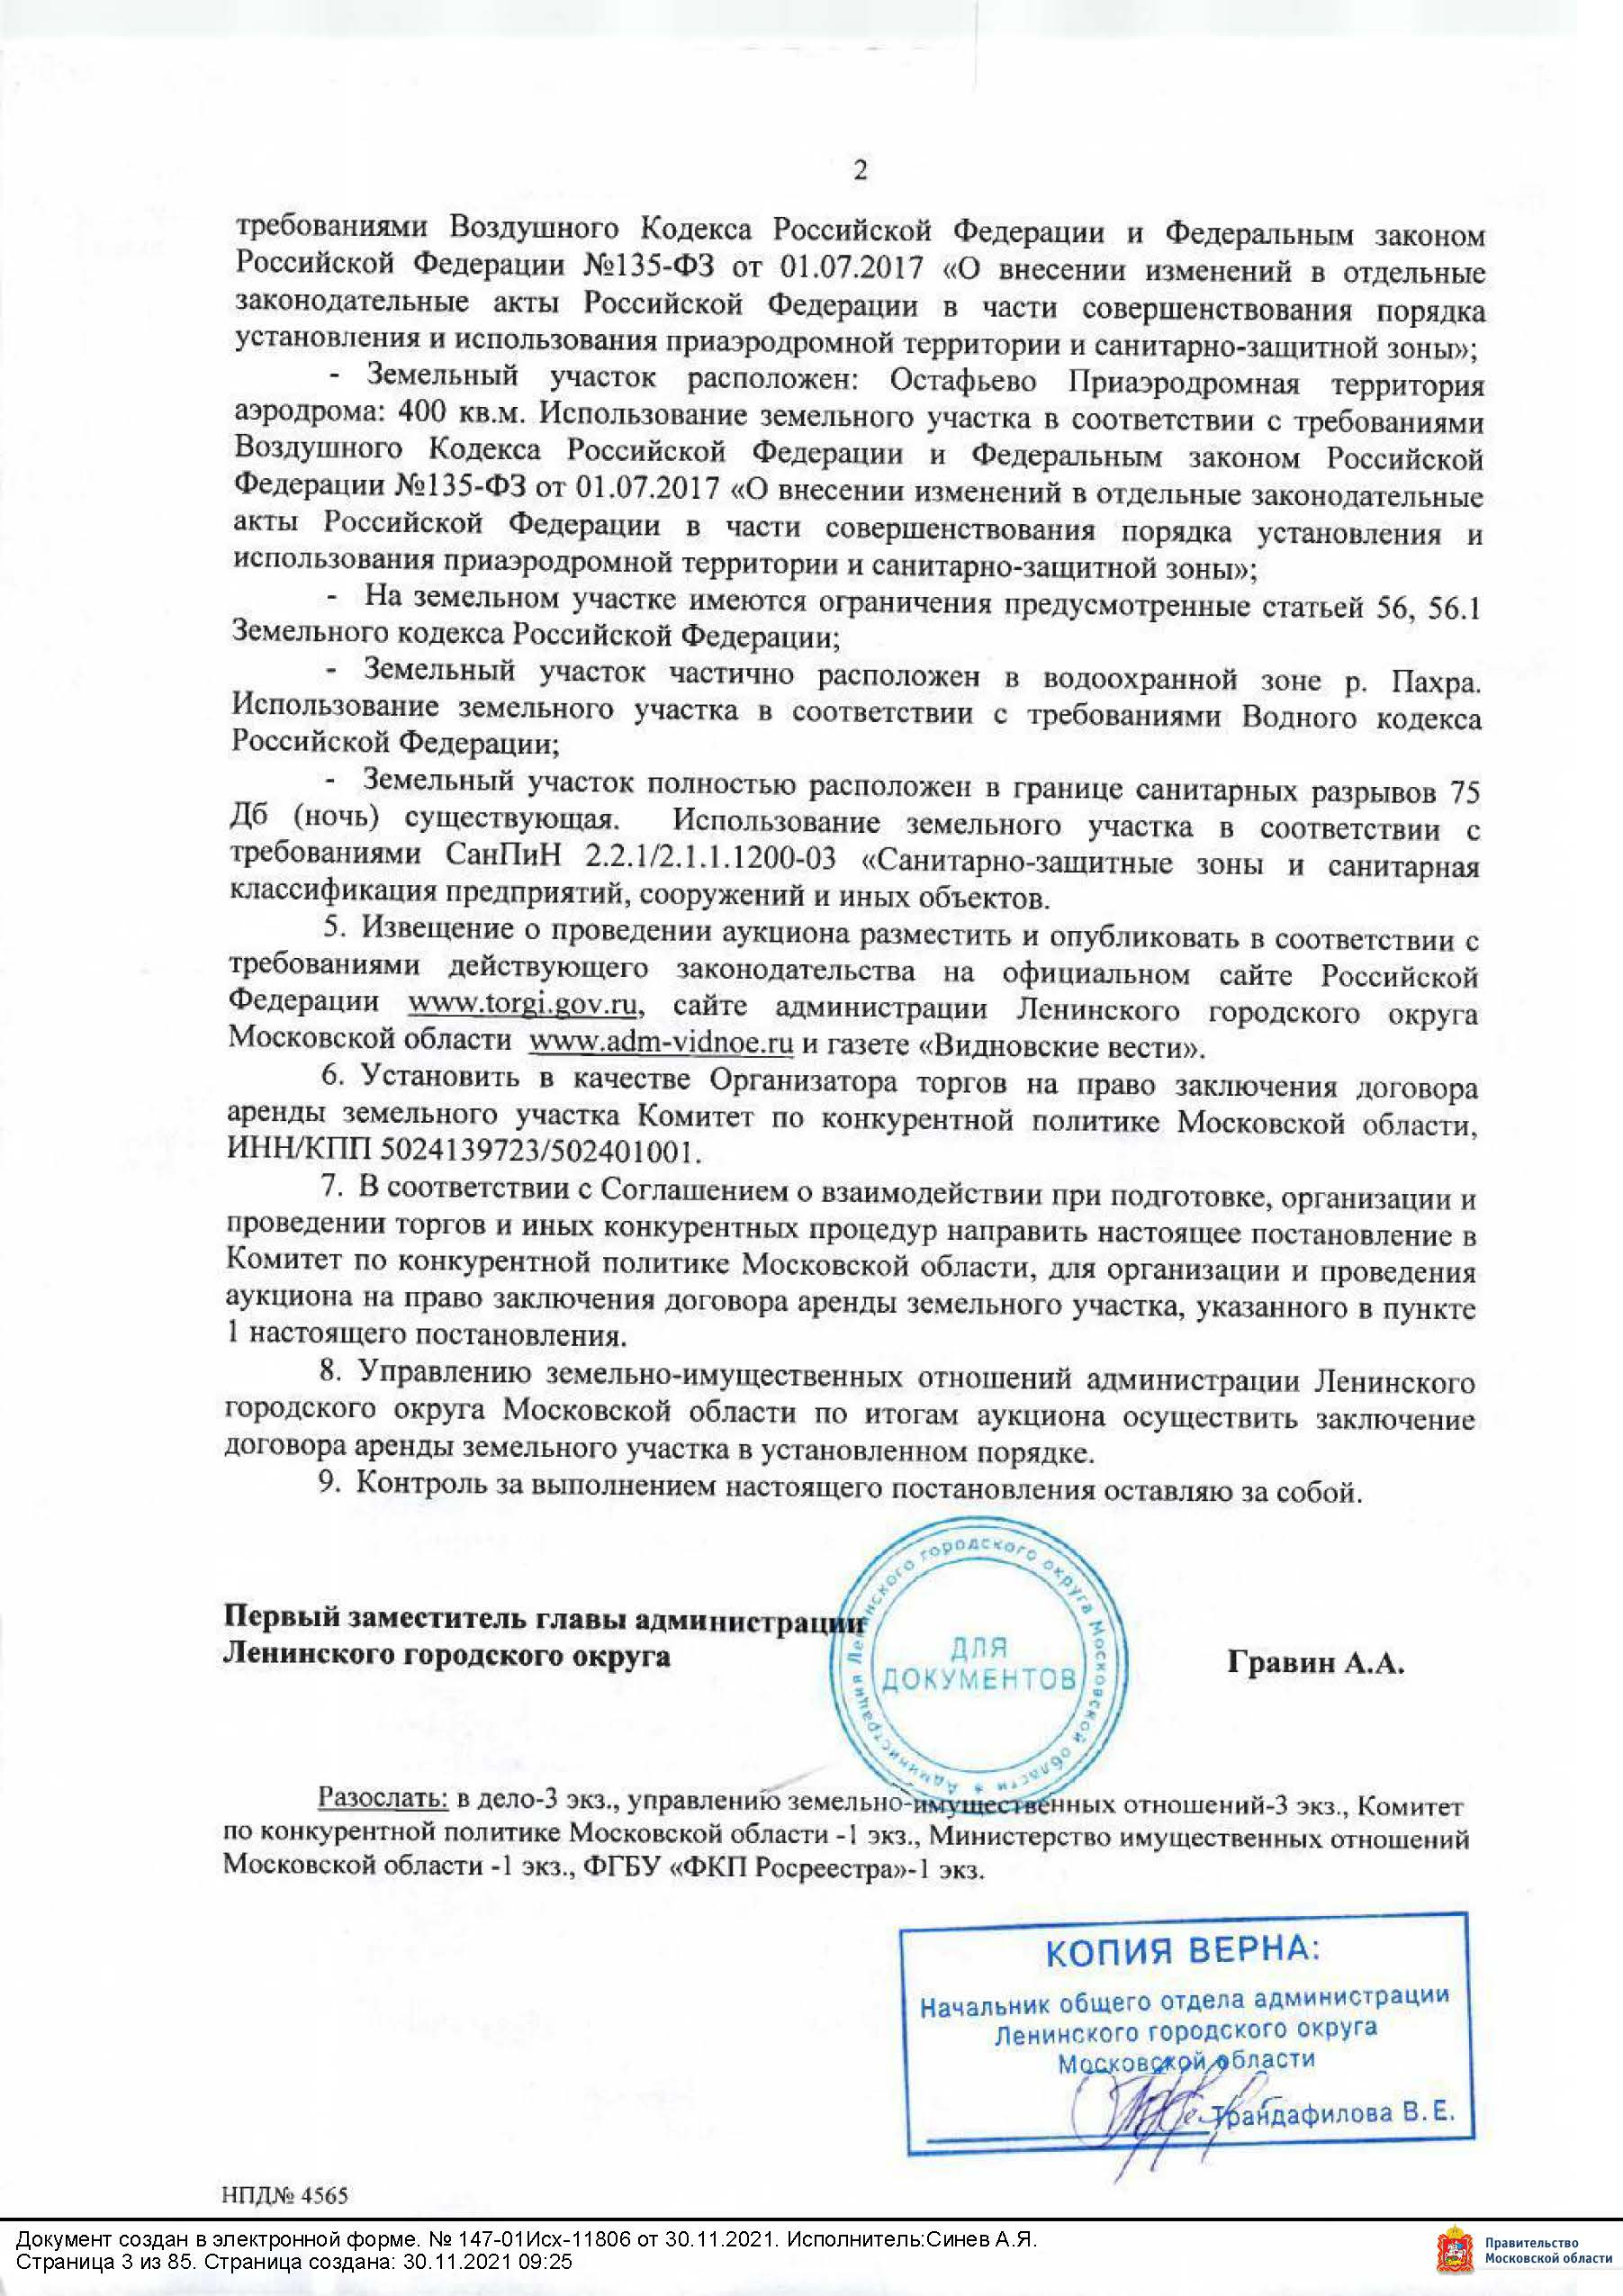 2
требованиями Воздушного Кодекса Российской Федерации и Федеральным законом
Российской Федерации №135-ФЗ от 01.07.2017 «О внесении изменений в отдельные
законодательные акты Российской Федерации в части совершенствования порядка
установления и использования приаэродромной территории и санитарно-защитной зоны»;
- Земельный участок расположен: Остафьево Приаэродромная территория
аэродрома: 400 кв.м. Использование земельного участка в соответствии с требованиями
Воздушного Кодекса Российской Федерации и Федеральным законом Российской
Федерации №135-ФЗ от 01.07.2017 «О внесении изменений в отдельные законодательные
акты Российской Федерации в части совершенствования порядка установления и
использования приаэродромной территории и санитарно-защитной зоны»;
- На земельном участке имеются ограничения предусмотренные статьей 56, 56.1
Земельного кодекса Российской Федерации;
- Земельный участок частично расположен в водоохранной зоне р. Пахра.
Использование земельного участка в соответствии с требованиями Водного кодекса
Российской Федерации;
- Земельный участок полностью расположен в границе санитарных разрывов 75
Дб (ночь) существующая. Использование земельного участка в соответствии с
требованиями СанПиН 2.2.1/2.1.1.1200-03 «Санитарно-защитные зоны и санитарная
классификация предприятий, сооружений и иных объектов.
5. Извещение о проведении аукциона разместить и опубликовать в соответствии с
требованиями действующего законодательства на официальном сайте Российской
Федерации www.torgi.gov.ru, сайте администрации Ленинского городского округа
Московской области www.adm-vidnoe.ru и газете «Видновские вести».
6. Установить в качестве Организатора торгов на право заключения договора
аренды земельного участка Комитет по конкурентной политике Московской области,
ИНН/КПП 5024139723/502401001.
7. В соответствии с Соглашением о взаимодействии при подготовке, организации и
проведении торгов и иных конкурентных процедур направить настоящее постановление в
Комитет по конкурентной политике Московской области, для организации и проведения
аукциона на право заключения договора аренды земельного участка, указанного в пункте
1 настоящего постановления.
8. Управлению земельно-имущественных отношений администрации Ленинского
городского округа Московской области по итогам аукциона осуществить заключение
договора аренды земельного участка в установленном порядке.
9. Контроль за выполнением настоящего постановления оставляю за собой.
Первый заместитель главы администрации
Ленинского городского округа
Гравин А.А.
Администрация Ленинского городского округа Московской области *
ДЛЯ
ДОКУМЕНТОВ
Разослать: в дело-3 экз., управлению земельно-имущественных отношений-3 экз., Комитет
по конкурентной политике Московской области -1 экз., Министерство имущественных отношений
Московской области -1 экз., ФГБУ «ФКП Росреестра»-1 экз.
КОПИЯ ВЕРНА:
Начальник общего отдела администрации
Ленинского городского округа
Московской области
Трандафилова В.Е.
НПД№ 4565
Документ создан в электронной форме. № 147-01Исх-11806 от 30.11.2021. Исполнитель:Синев А.Я.
Страница 3 из 85. Страница создана: 30.11.2021 09:25
Правительство
Московской области